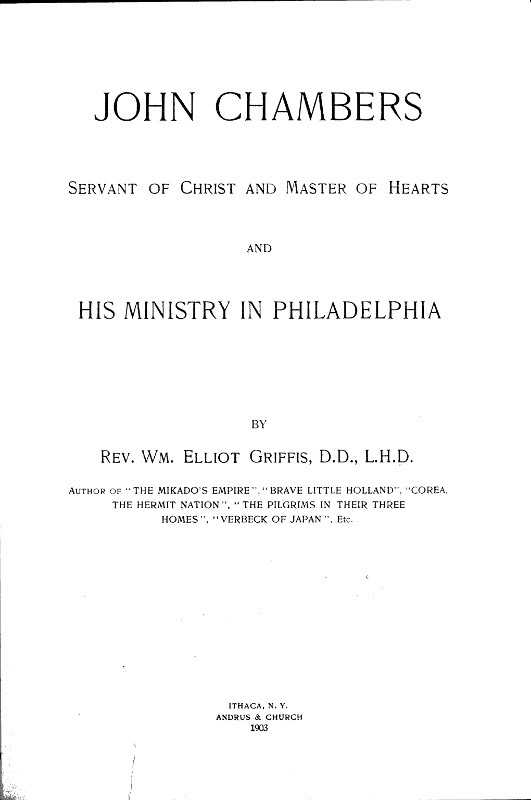 JOHN CHAMBERS
SERVANT OF CHRIST AND MASTER OF HEARTS
AND
HIS MINISTRY IN PHILADELPHIA
BY
REV. WM. ELLIOT GRIFFIS, D.D., L.H.D.
AUTHOR OF "THE MIKADO'S EMPIRE", "BRAVE LITTLE HOLLAND", "COREA,
THE HERMIT NATION", "THE PILGRIMS IN THEIR THREE
HOMES", "VERBECK OF JAPAN", Etc.
ITHACA, N. Y.
ANDRUS & CHURCH
1903